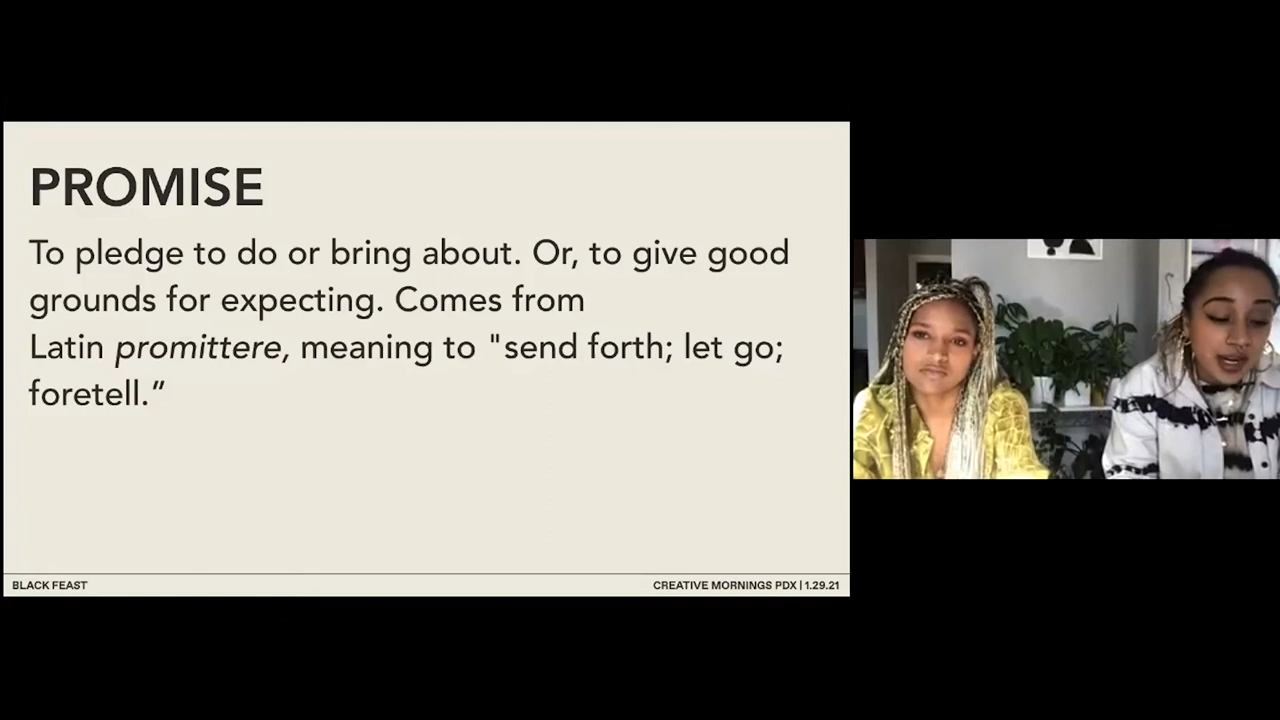 PROMISE
To pledge to do or bring about. Or, to give good
grounds for expecting. Comes from
Latin promittere, meaning to "send forth; let go;
foretell.”
BLACK FEAST
CREATIVE MORNINGS PDX | 1.29.21